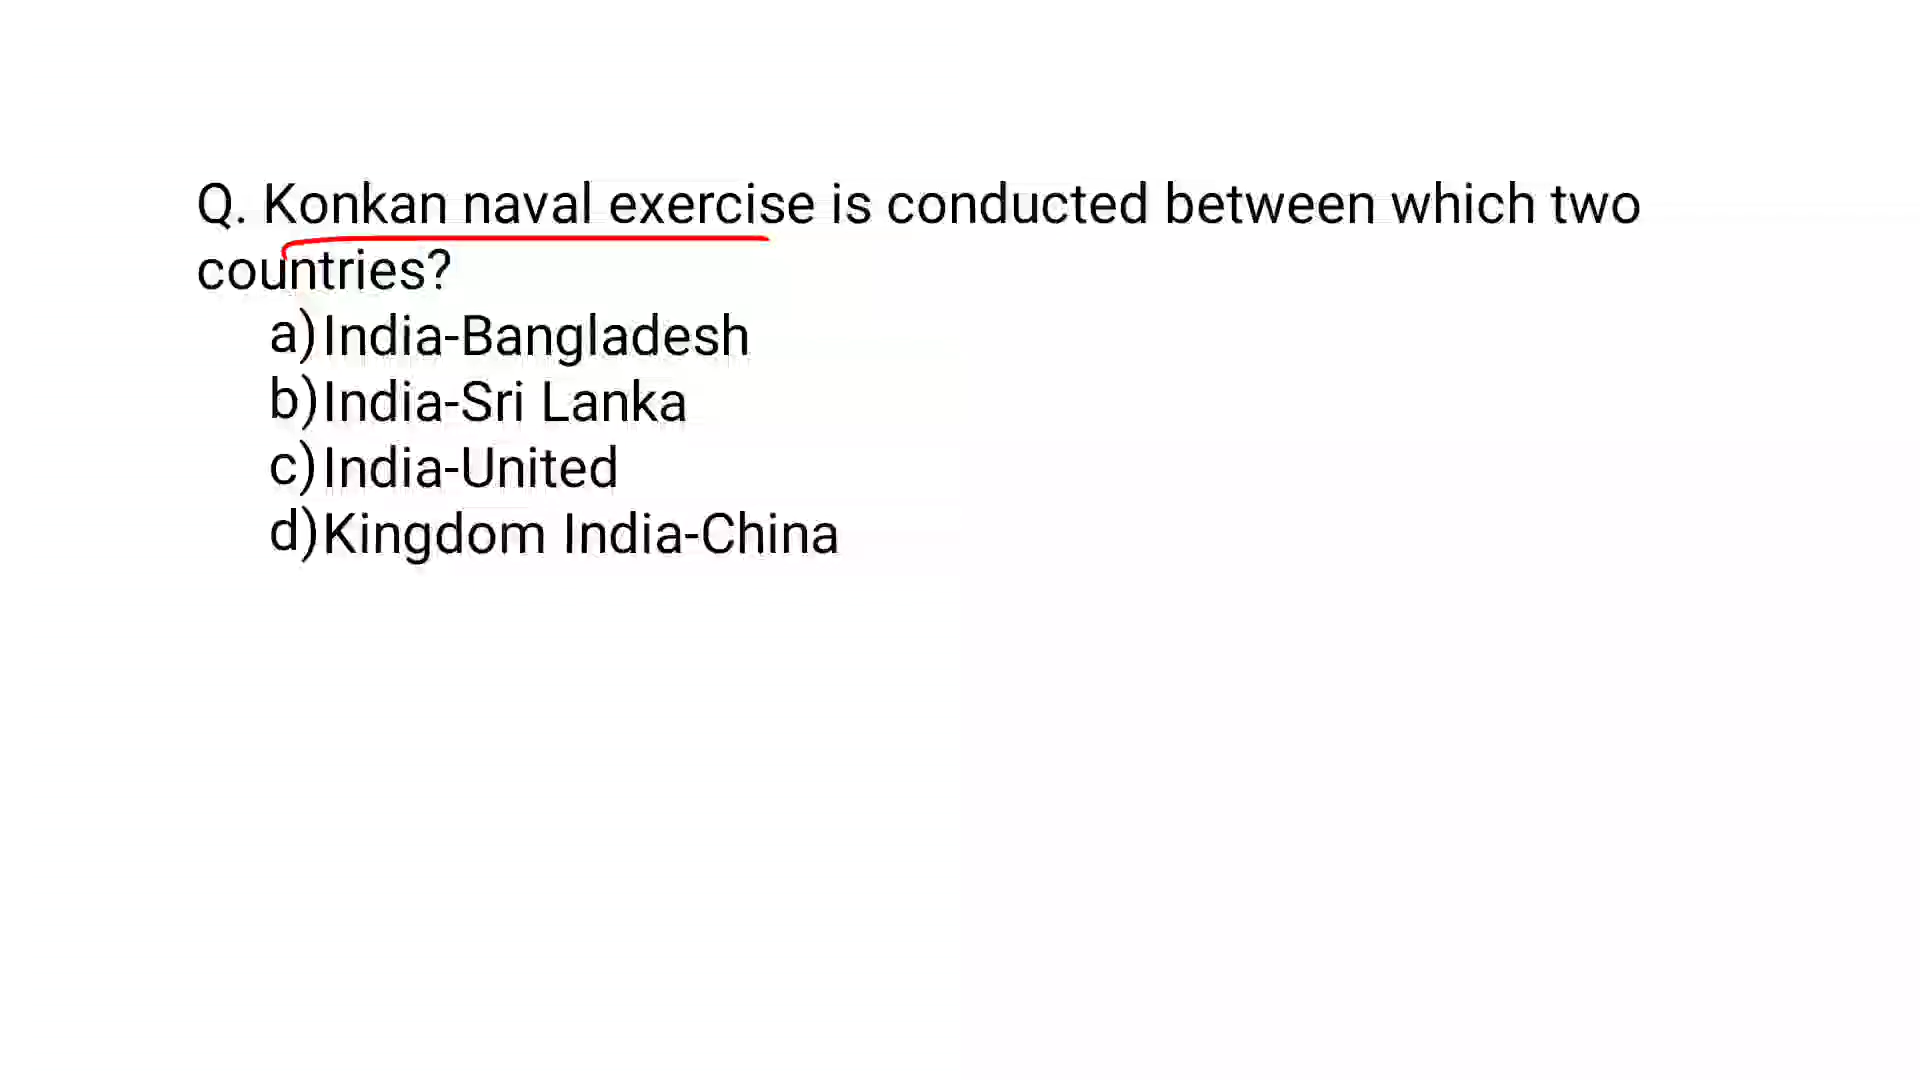 Q. Konkan naval exercise is conducted between which two
countries?
a) India-Bangladesh
b) India-Sri Lanka
c) India-United
d) Kingdom India-China